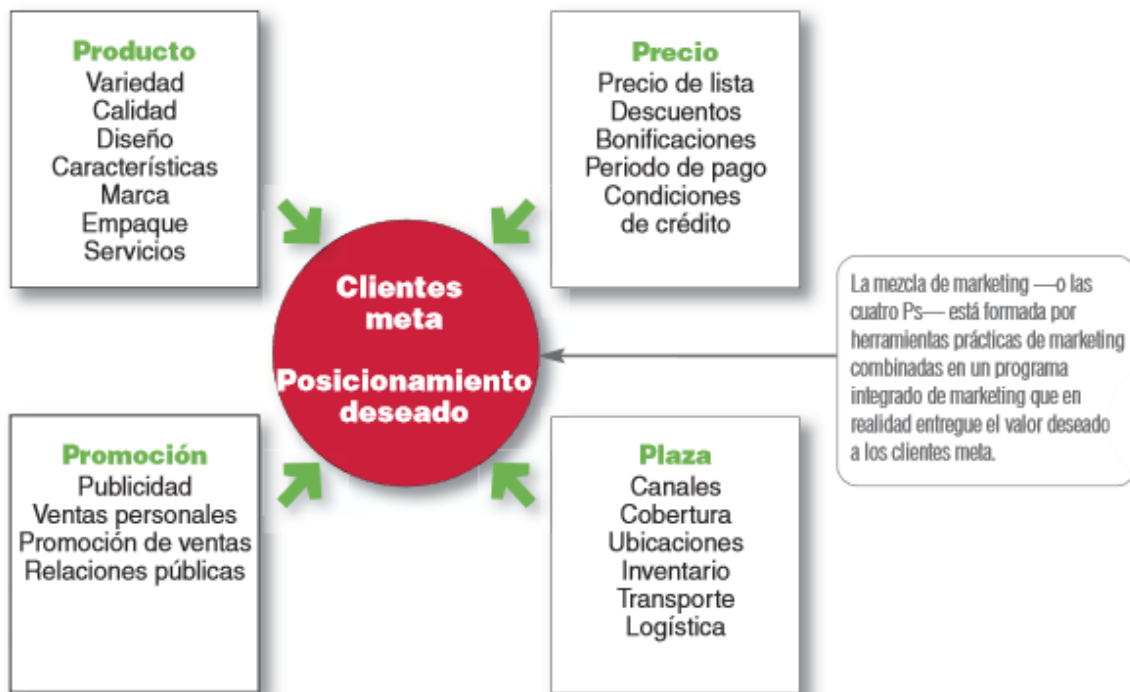 Producto
Variedad
Calidad
Diseño
Características
Marca
Empaque
Servicios
Precio
Precio de lista
Descuentos
Bonificaciones
Periodo de pago
Condiciones
de crédito
Clientes
meta
Posicionamiento
deseado
La mezcla de marketing —o las
cuatro Ps— está formada por
herramientas prácticas de marketing
combinadas en un programa
integrado de marketing que en
realidad entregue el valor deseado
a los clientes meta.
Promoción
Publicidad
Ventas personales
Promoción de ventas
Relaciones públicas
Plaza
Canales
Cobertura
Ubicaciones
Inventario
Transporte
Logística